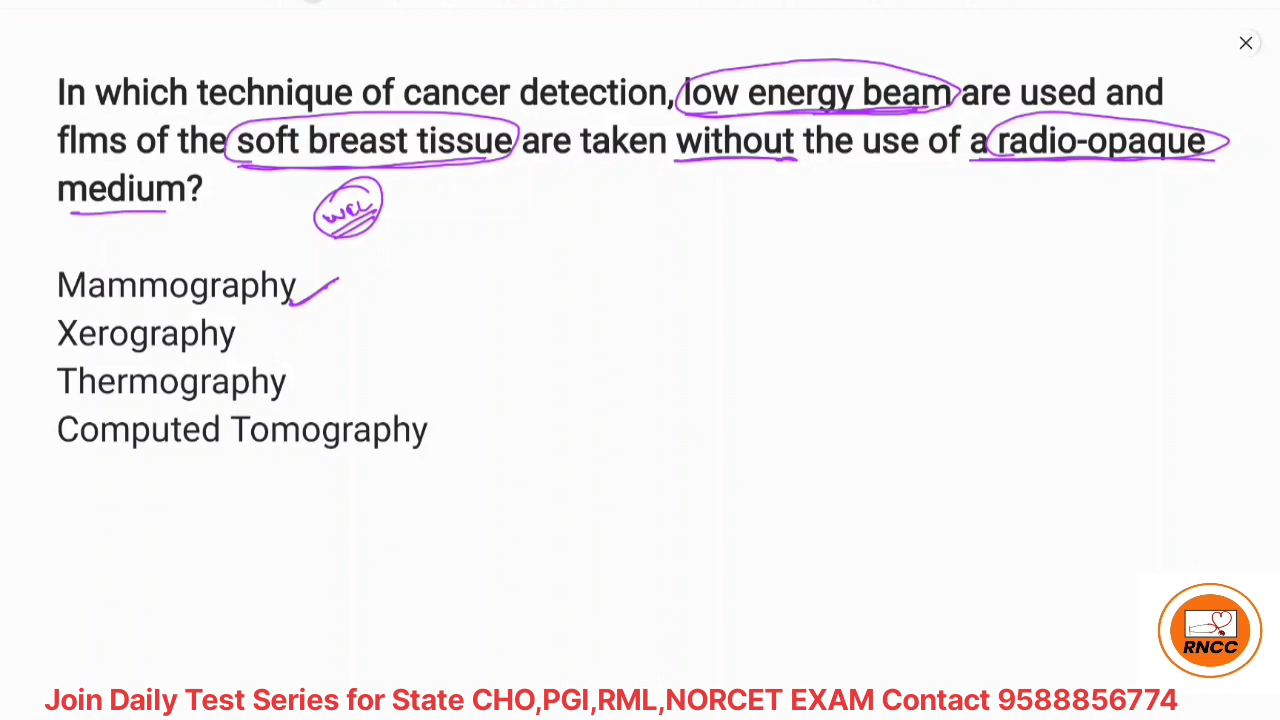 In which technique of cancer detection, low energy beam are used and
flms of the soft breast tissue are taken without the use of a radio-opaque
medium?
Mammography
Xerography
Thermography
Computed Tomography
RNCC
Join Daily Test Series for State CHO,PGI,RML,NORCET EXAM Contact 9588856774